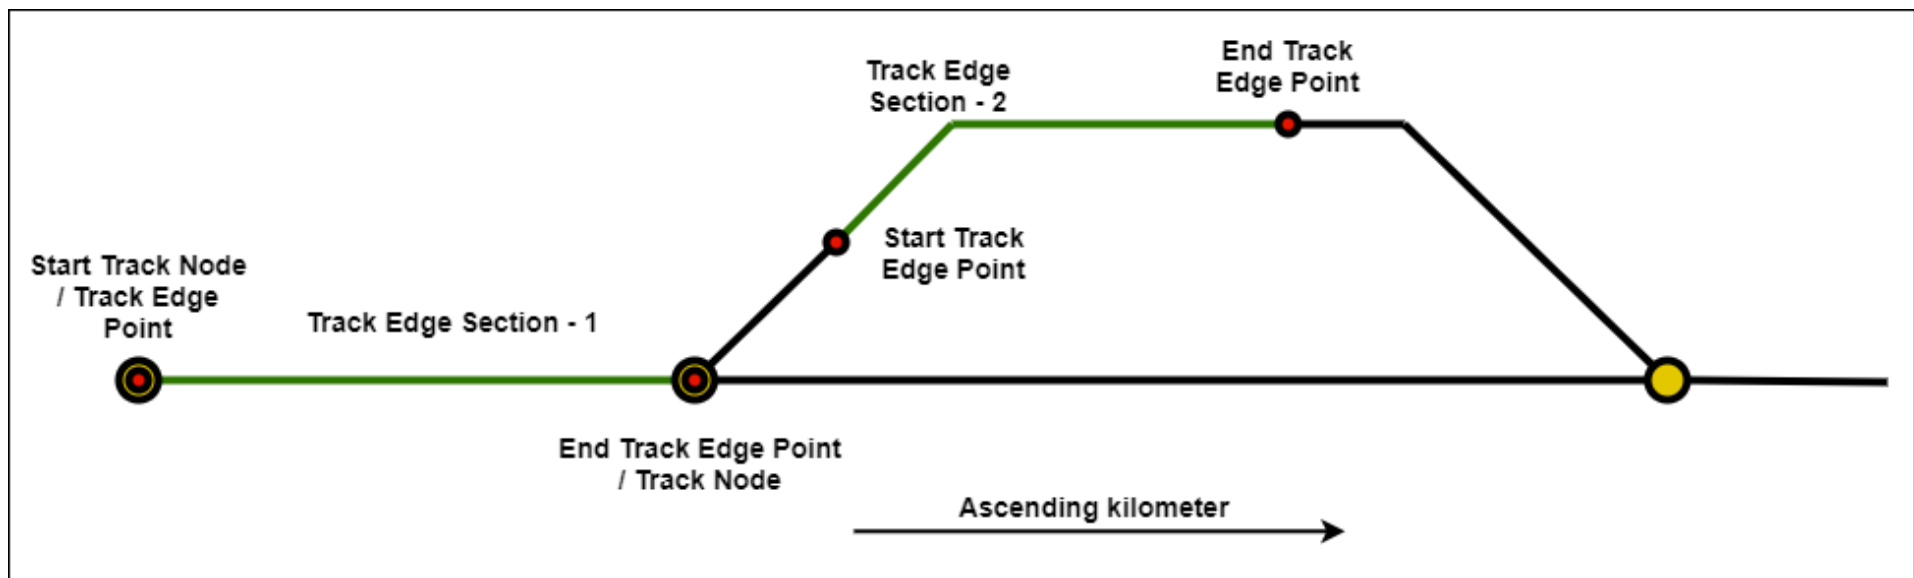 End Track
Edge Point
Track Edge
Section - 2
Start Track
Edge Point
Start Track Node
/ Track Edge
Point
Track Edge Section - 1
End Track Edge Point
/ Track Node
Ascending kilometer